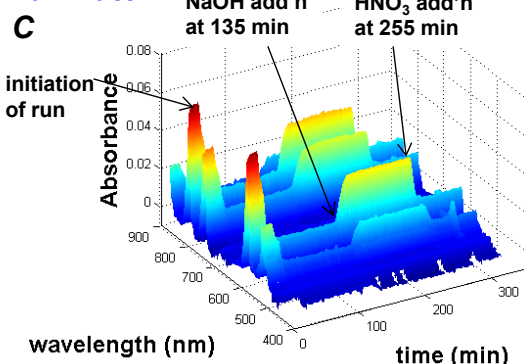 C
NaOH add'n
at 135 min
HNO3 add'n
at 255 min
initiation
of run
Absorbance
0.08
0.06
0.04
0.02
0
900
800
700
600
500
400
wavelength (nm)
0
100
200
300
time (min)